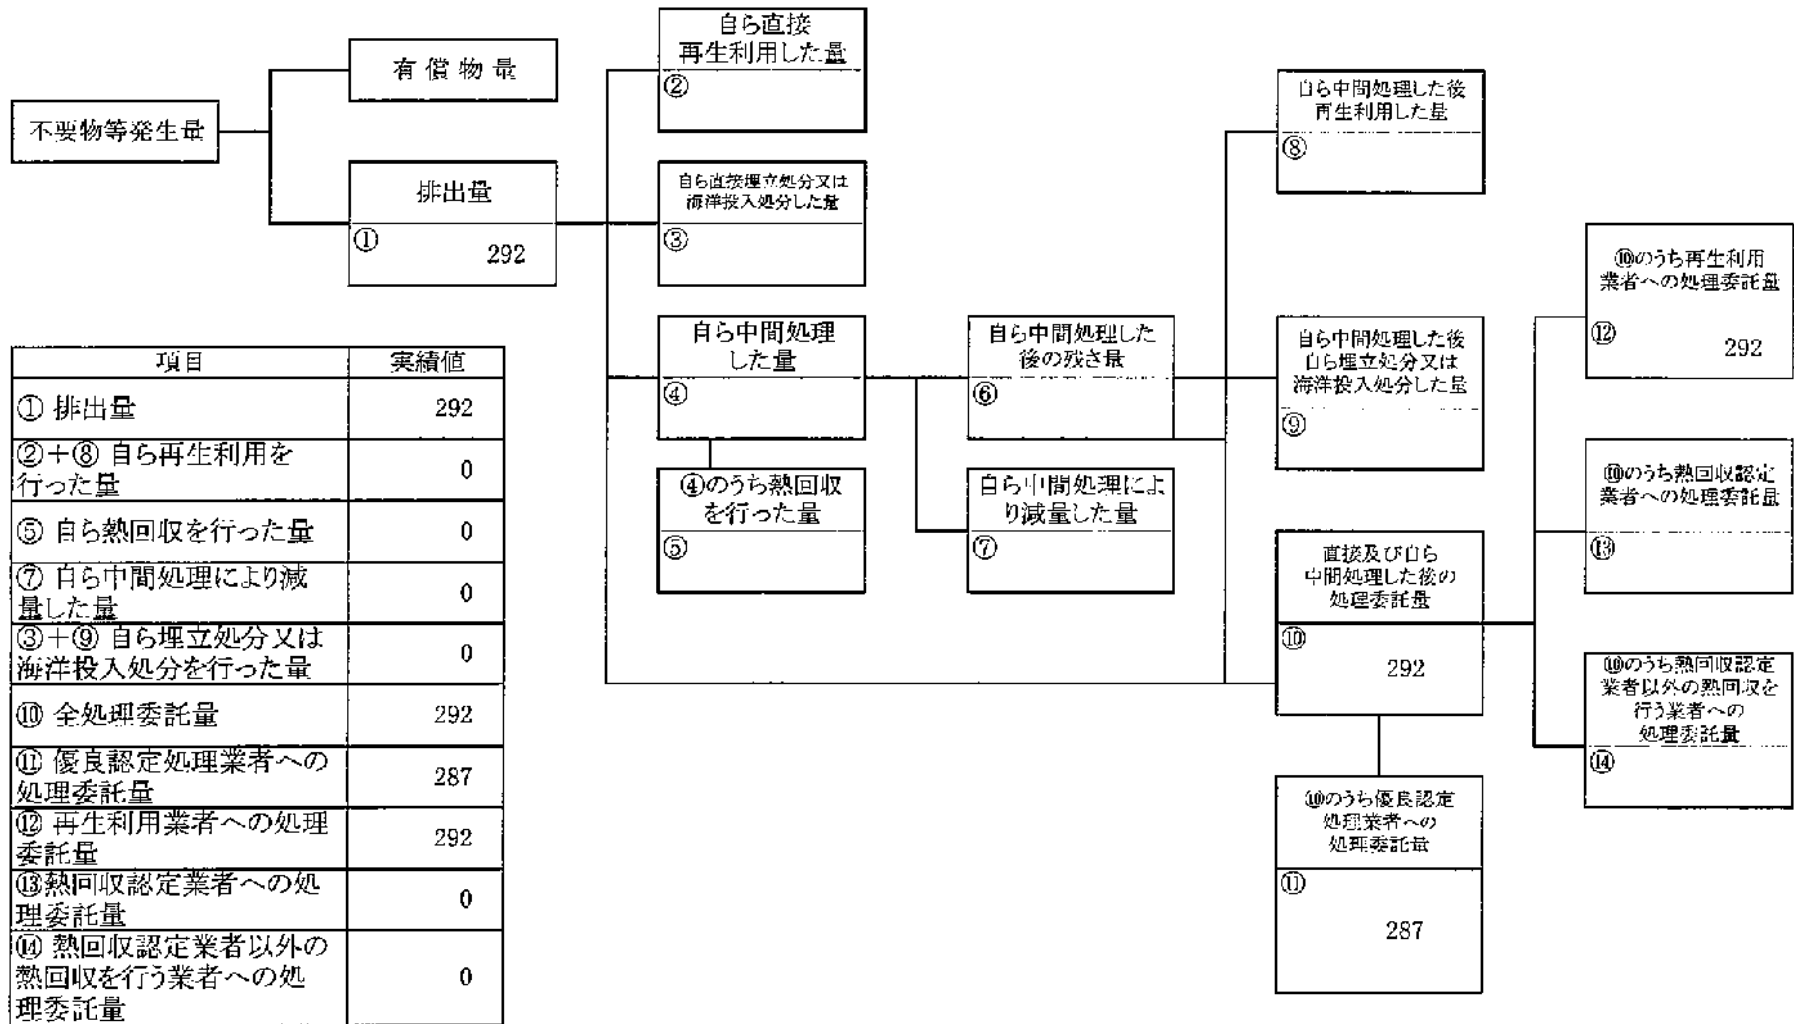 不要物等発生量
有償物量
排出量
①
292
自ら直接
再生利用した量
②
自ら直接埋立処分又は
海洋投入処分した量
③
自ら中間処理
した量
④
④のうち熱回収
を行った量
⑤
自ら中間処理した
後の残さ量
⑥
自ら中間処理によ
り減量した量
⑦
自ら中間処理した後
再生利用した量
⑧
自ら中間処理した後
自ら埋立処分又は
海洋投入処分した量
⑨
直接及び自ら
中間処理した後の
処理委託量
⑩
292
⑩のうち優良認定
処理業者への
処理委託量
⑪
287
⑩のうち再生利用
業者への処理委託量
⑫
292
⑩のうち熱回収認定
業者への処理委託量
⑬
⑩のうち熱回収認定
業者以外の熱回収を
行う業者への
処理委託量
⑭
項目 実績値
① 排出量 292
②+⑧ 自ら再生利用を
行った量 0
⑤ 自ら熱回収を行った量 0
⑦ 自ら中間処理により減
量した量 0
③+⑨ 自ら埋立処分又は
海洋投入処分を行った量 0
⑩ 全処理委託量 292
⑪ 優良認定処理業者への
処理委託量 287
⑫ 再生利用業者への処理
委託量 292
⑬熱回収認定業者への処
理委託量 0
⑭ 熱回収認定業者以外の
熱回収を行う業者への処
理委託量 0